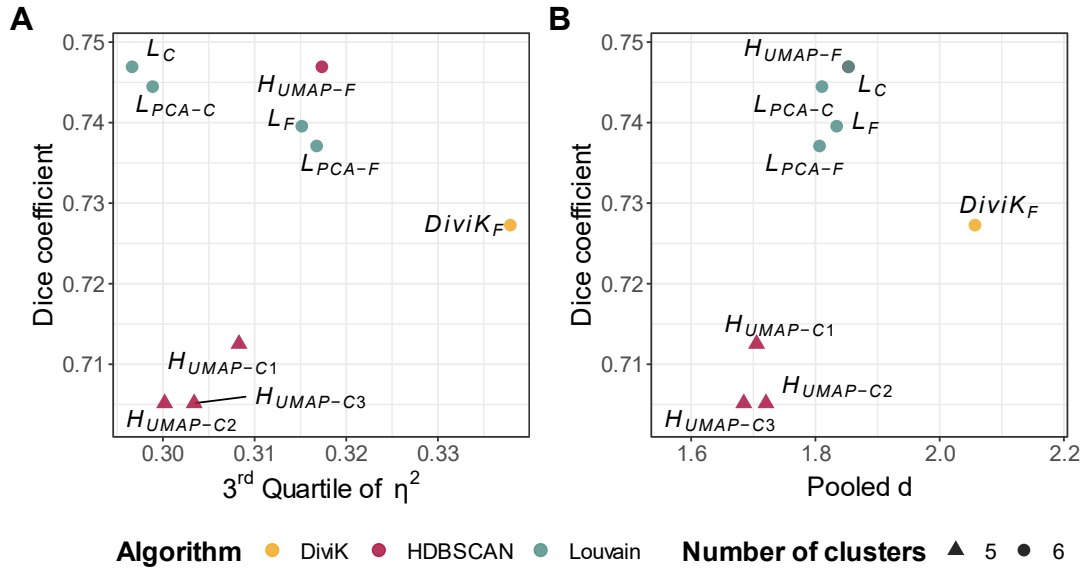 A
B
0.75
0.74
0.73
0.72
0.71
Dice coefficient
L_C
L_PCA−C
H_UMAP−F
L_F
L_PCA−F
DiviK_F
H_UMAP−C1
H_UMAP−C3
H_UMAP−C2
0.30 0.31 0.32 0.33
3rd Quartile of η2
0.75
0.74
0.73
0.72
0.71
Dice coefficient
H_UMAP−F
L_C
L_PCA−C
L_F
L_PCA−F
DiviK_F
H_UMAP−C1
H_UMAP−C2
H_UMAP−C3
1.6 1.8 2.0 2.2
Pooled d
Algorithm DiviK HDBSCAN Louvain Number of clusters 5 6